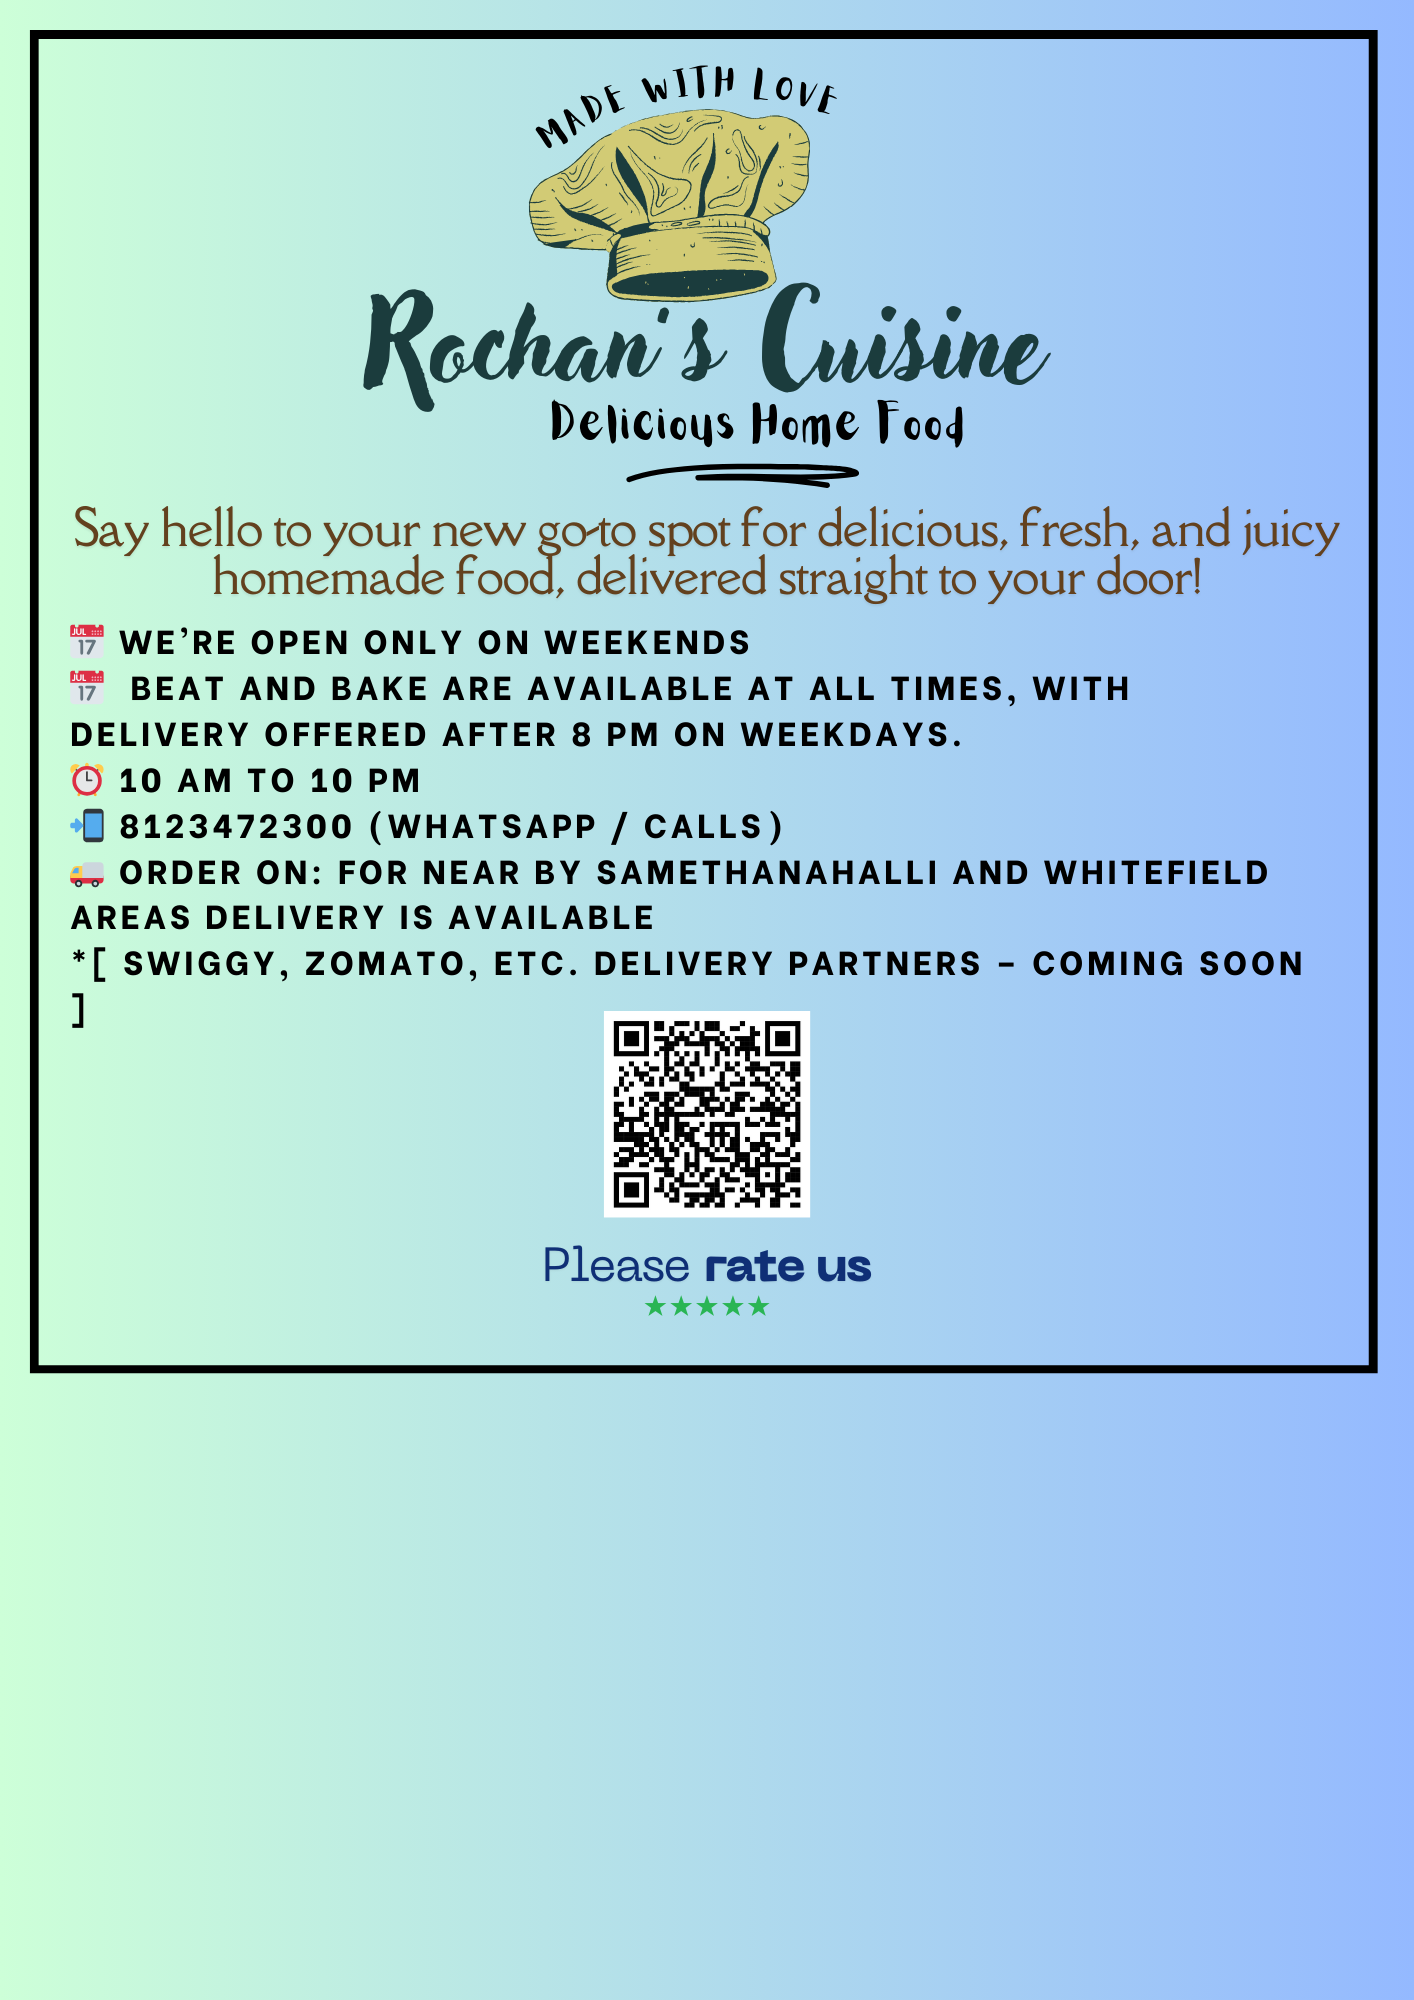 MADE WITH LOVE
Rochan's Cuisine
Delicious Home Food
Say hello to your new go-to spot for delicious, fresh, and juicy
homemade food, delivered straight to your door!
📅 WE’RE OPEN ONLY ON WEEKENDS
📅 BEAT AND BAKE ARE AVAILABLE AT ALL TIMES, WITH
DELIVERY OFFERED AFTER 8 PM ON WEEKDAYS.
⏰ 10 AM TO 10 PM
📲 8123472300 (WHATSAPP / CALLS)
🚚 ORDER ON: FOR NEAR BY SAMETHANAHALLI AND WHITEFIELD
AREAS DELIVERY IS AVAILABLE
*[ SWIGGY, ZOMATO, ETC. DELIVERY PARTNERS – COMING SOON
]
Please rate us
★★★★★